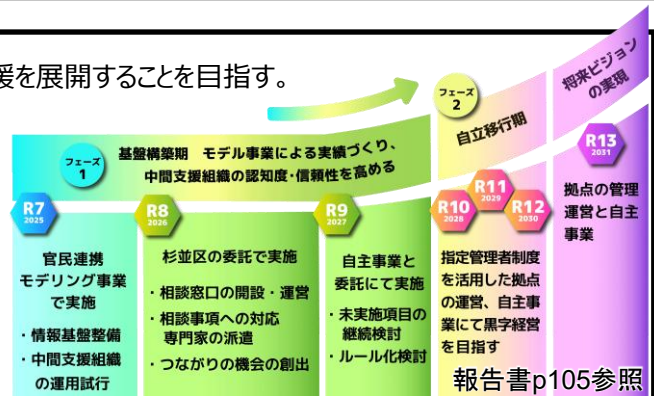 援を展開することを目指す。
フェーズ
1
基盤構築期 モデル事業による実績づくり、
中間支援組織の認知度・信頼性を高める
フェーズ
2
自立移行期
将来ビジョン
の実現
R7
2025
官民連携
モデリング事業
で実施
・情報基盤整備
・中間支援組織
の運用試行
R8
2026
杉並区の委託で実施
・相談窓口の開設・運営
・相談事項への対応
専門家の派遣
・つながりの機会の創出
R9
2027
自主事業と
委託にて実施
・未実施項目の
継続検討
・ルール化検討
R10
2028
R11
2029
R12
2030
指定管理者制度
を活用した拠点
の運営、自主事
業にて黒字経営
を目指す
R13
2031
拠点の管理
運営と自主
事業
報告書p105参照